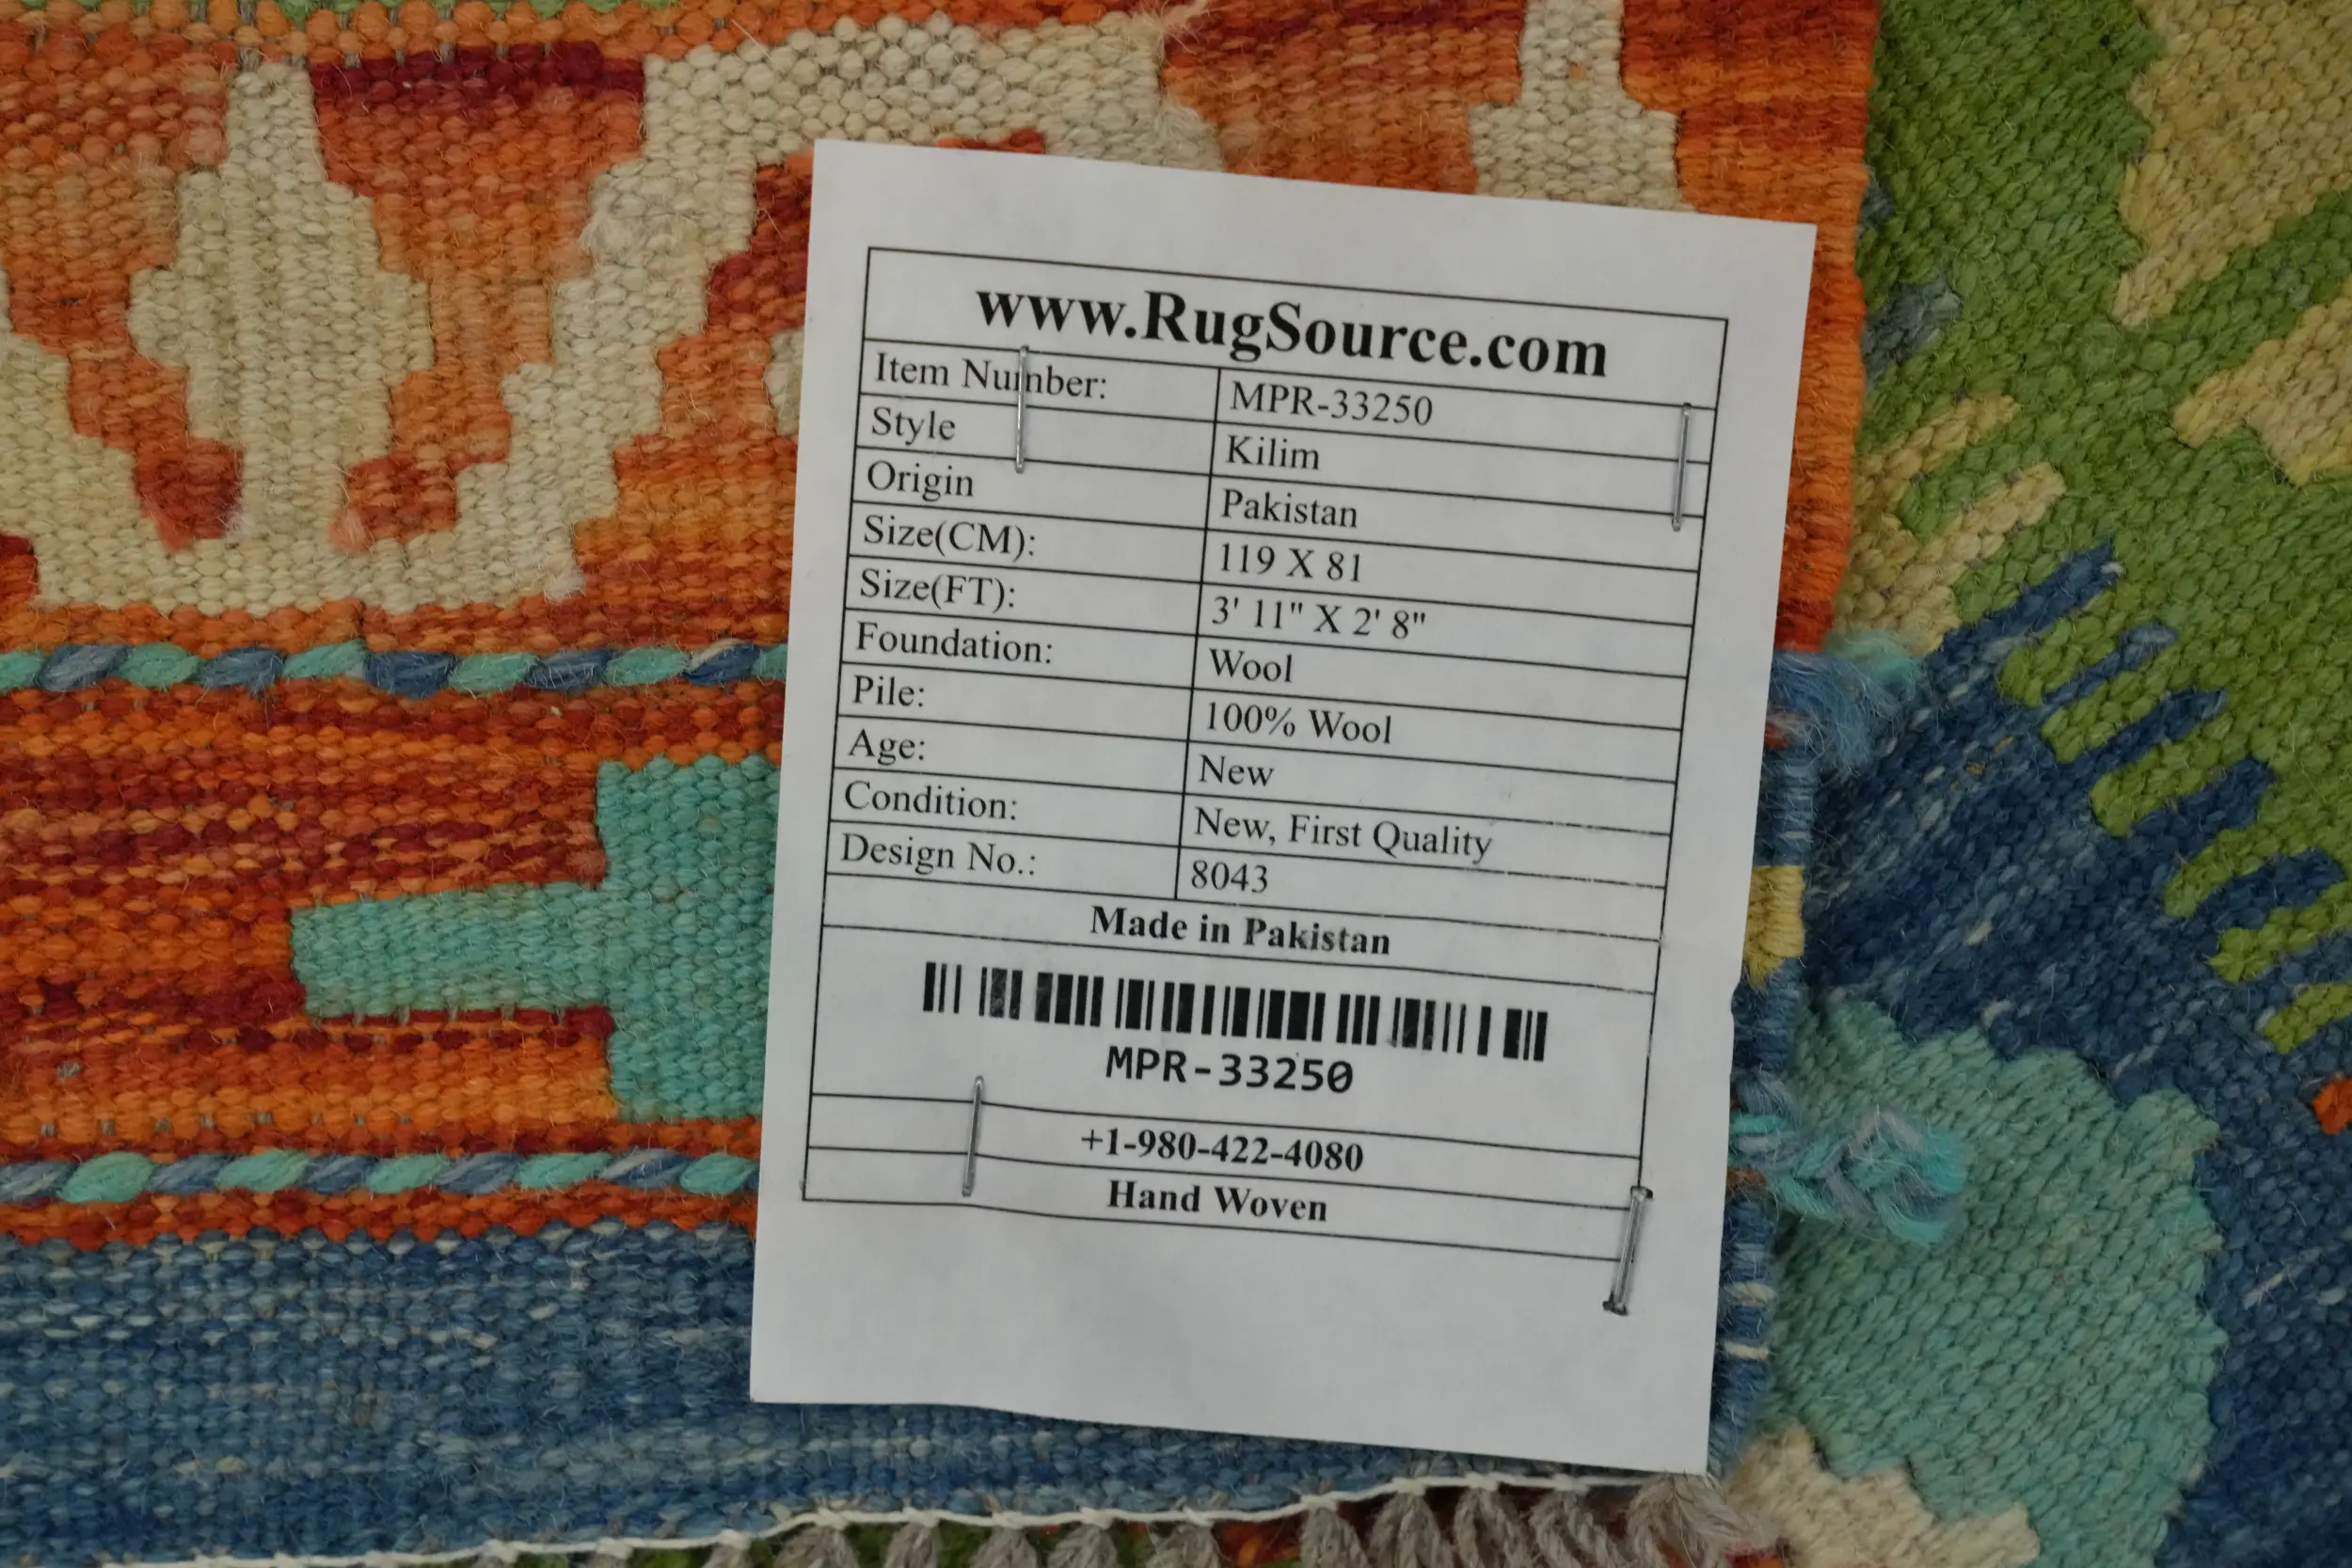 www.RugSource.com
Item Number: MPR-33250
Style Kilim
Origin Pakistan
Size(CM): 119 X 81
Size(FT): 3' 11" X 2' 8"
Foundation: Wool
Pile: 100% Wool
Age: New
Condition: New, First Quality
Design No.: 8043
Made in Pakistan
MPR-33250
+1-980-422-4080
Hand Woven